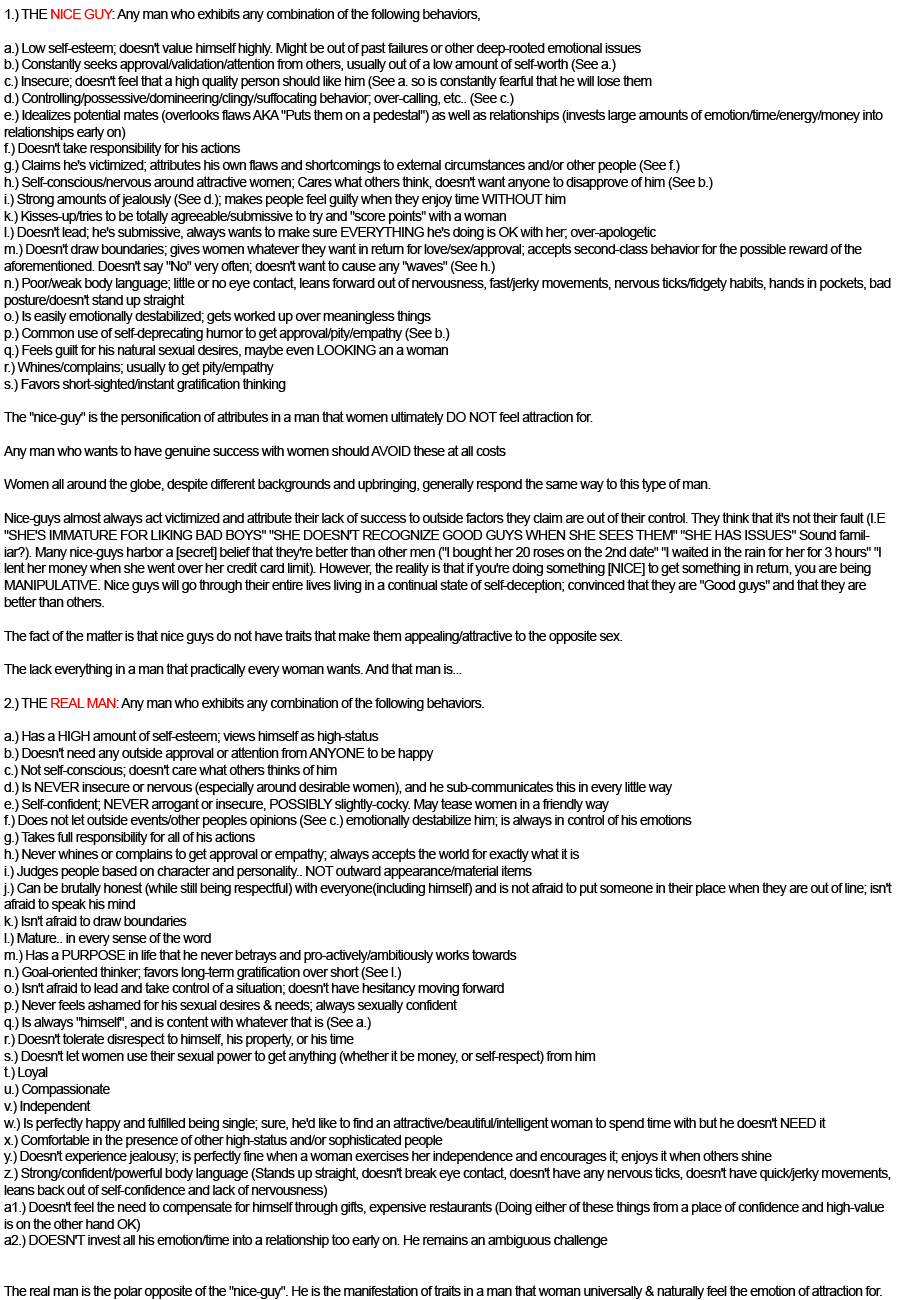 1.) THE NICE GUY: Any man who exhibits any combination of the following behaviors,
a.) Low self-esteem; doesn't value himself highly. Might be out of past failures or other deep-rooted emotional issues
b.) Constantly seeks approval/validation/attention from others, usually out of a low amount of self-worth (See a.)
c.) Insecure; doesn't feel that a high quality person should like him (See a. so is constantly fearful that he will lose them
d.) Controlling/possessive/domineering/clingy/suffocating behavior; over-calling, etc.. (See c.)
e.) Idealizes potential mates (overlooks flaws AKA "Puts them on a pedestal") as well as relationships (invests large amounts of emotion/time/energy/money into
relationships early on)
f.) Doesn't take responsibility for his actions
g.) Claims he's victimized; attributes his own flaws and shortcomings to external circumstances and/or other people (See f.)
h.) Self-conscious/nervous around attractive women; Cares what others think, doesn't want anyone to disapprove of him (See b.)
i.) Strong amounts of jealously (See d.); makes people feel guilty when they enjoy time WITHOUT him
k.) Kisses-up/tries to be totally agreeable/submissive to try and "score points" with a woman
l.) Doesn't lead; he's submissive, always wants to make sure EVERYTHING he's doing is OK with her; over-apologetic
m.) Doesn't draw boundaries; gives women whatever they want in return for love/sex/approval; accepts second-class behavior for the possible reward of the
aforementioned. Doesn't say "No" very often; doesn't want to cause any "waves" (See h.)
n.) Poor/weak body language; little or no eye contact, leans forward out of nervousness, fast/jerky movements, nervous ticks/fidgety habits, hands in pockets, bad
posture/doesn't stand up straight
o.) Is easily emotionally destabilized; gets worked up over meaningless things
p.) Common use of self-deprecating humor to get approval/pity/empathy (See b.)
q.) Feels guilt for his natural sexual desires, maybe even LOOKING an a woman
r.) Whines/complains; usually to get pity/empathy
s.) Favors short-sighted/instant gratification thinking
The "nice-guy" is the personification of attributes in a man that women ultimately DO NOT feel attraction for.
Any man who wants to have genuine success with women should AVOID these at all costs
Women all around the globe, despite different backgrounds and upbringing, generally respond the same way to this type of man.
Nice-guys almost always act victimized and attribute their lack of success to outside factors they claim are out of their control. They think that it's not their fault (I.E
"SHE'S IMMATURE FOR LIKING BAD BOYS" "SHE DOESN'T RECOGNIZE GOOD GUYS WHEN SHE SEES THEM" "SHE HAS ISSUES" Sound famil-
iar?). Many nice-guys harbor a [secret] belief that they're better than other men ("I bought her 20 roses on the 2nd date" "I waited in the rain for her for 3 hours" "I
lent her money when she went over her credit card limit). However, the reality is that if you're doing something [NICE] to get something in return, you are being
MANIPULATIVE. Nice guys will go through their entire lives living in a continual state of self-deception; convinced that they are "Good guys" and that they are
better than others.
The fact of the matter is that nice guys do not have traits that make them appealing/attractive to the opposite sex.
The lack everything in a man that practically every woman wants. And that man is...
2.) THE REAL MAN: Any man who exhibits any combination of the following behaviors.
a.) Has a HIGH amount of self-esteem; views himself as high-status
b.) Doesn't need any outside approval or attention from ANYONE to be happy
c.) Not self-conscious; doesn't care what others thinks of him
d.) Is NEVER insecure or nervous (especially around desirable women), and he sub-communicates this in every little way
e.) Self-confident; NEVER arrogant or insecure, POSSIBLY slightly-cocky. May tease women in a friendly way
f.) Does not let outside events/other peoples opinions (See c.) emotionally destabilize him; is always in control of his emotions
g.) Takes full responsibility for all of his actions
h.) Never whines or complains to get approval or empathy; always accepts the world for exactly what it is
i.) Judges people based on character and personality.. NOT outward appearance/material items
j.) Can be brutally honest (while still being respectful) with everyone(including himself) and is not afraid to put someone in their place when they are out of line; isn't
afraid to speak his mind
k.) Isn't afraid to draw boundaries
l.) Mature.. in every sense of the word
m.) Has a PURPOSE in life that he never betrays and pro-actively/ambitiously works towards
n.) Goal-oriented thinker; favors long-term gratification over short (See l.)
o.) Isn't afraid to lead and take control of a situation; doesn't have hesitancy moving forward
p.) Never feels ashamed for his sexual desires & needs; always sexually confident
q.) Is always "himself", and is content with whatever that is (See a.)
r.) Doesn't tolerate disrespect to himself, his property, or his time
s.) Doesn't let women use their sexual power to get anything (whether it be money, or self-respect) from him
t.) Loyal
u.) Compassionate
v.) Independent
w.) Is perfectly happy and fulfilled being single; sure, he'd like to find an attractive/beautiful/intelligent woman to spend time with but he doesn't NEED it
x.) Comfortable in the presence of other high-status and/or sophisticated people
y.) Doesn't experience jealousy; is perfectly fine when a woman exercises her independence and encourages it; enjoys it when others shine
z.) Strong/confident/powerful body language (Stands up straight, doesn't break eye contact, doesn't have any nervous ticks, doesn't have quick/jerky movements,
leans back out of self-confidence and lack of nervousness)
a1.) Doesn't feel the need to compensate for himself through gifts, expensive restaurants (Doing either of these things from a place of confidence and high-value
is on the other hand OK)
a2.) DOESN'T invest all his emotion/time into a relationship too early on. He remains an ambiguous challenge
The real man is the polar opposite of the "nice-guy". He is the manifestation of traits in a man that woman universally & naturally feel the emotion of attraction for.